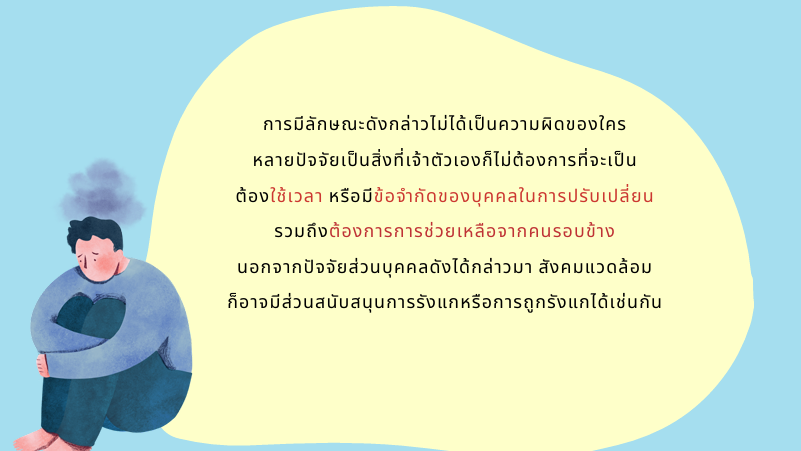 การมีลักษณะดังกล่าวไม่ได้เป็นความผิดของใคร
หลายปัจจัยเป็นสิ่งที่เจ้าตัวเองก็ไม่ต้องการที่จะเป็น
ต้องใช้เวลา หรือมีข้อจำกัดของบุคคลในการปรับเปลี่ยน
รวมถึงต้องการการช่วยเหลือจากคนรอบข้าง
นอกจากปัจจัยส่วนบุคคลดังได้กล่าวมา สังคมแวดล้อม
ก็อาจมีส่วนสนับสนุนการรังแกหรือการถูกรังแกได้เช่นกัน